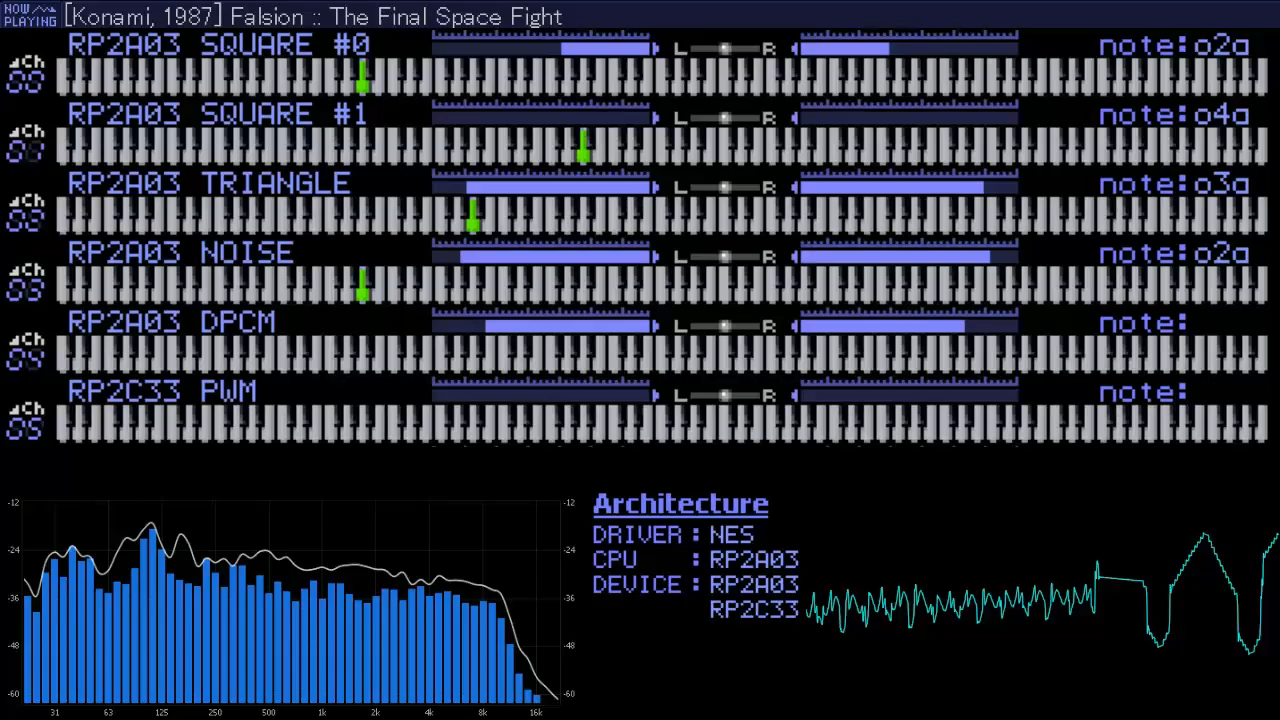 NOW PLAYING [Konami, 1987] Falsion :: The Final Space Fight
RP2A03 SQUARE #0 L R note:o2a
Ch 00
RP2A03 SQUARE #1 L R note:o4a
Ch 01
RP2A03 TRIANGLE L R note:o3a
Ch 02
RP2A03 NOISE L R note:o2a
Ch 03
RP2A03 DPCM L R note:
Ch 04
RP2C33 PWM L R note:
Ch 05
Architecture
DRIVER : NES
CPU : RP2A03
DEVICE : RP2A03
RP2C33
-12 -12
-24 -24
-36 -36
-48 -48
-60 -60
31 63 125 250 500 1k 2k 4k 8k 16k